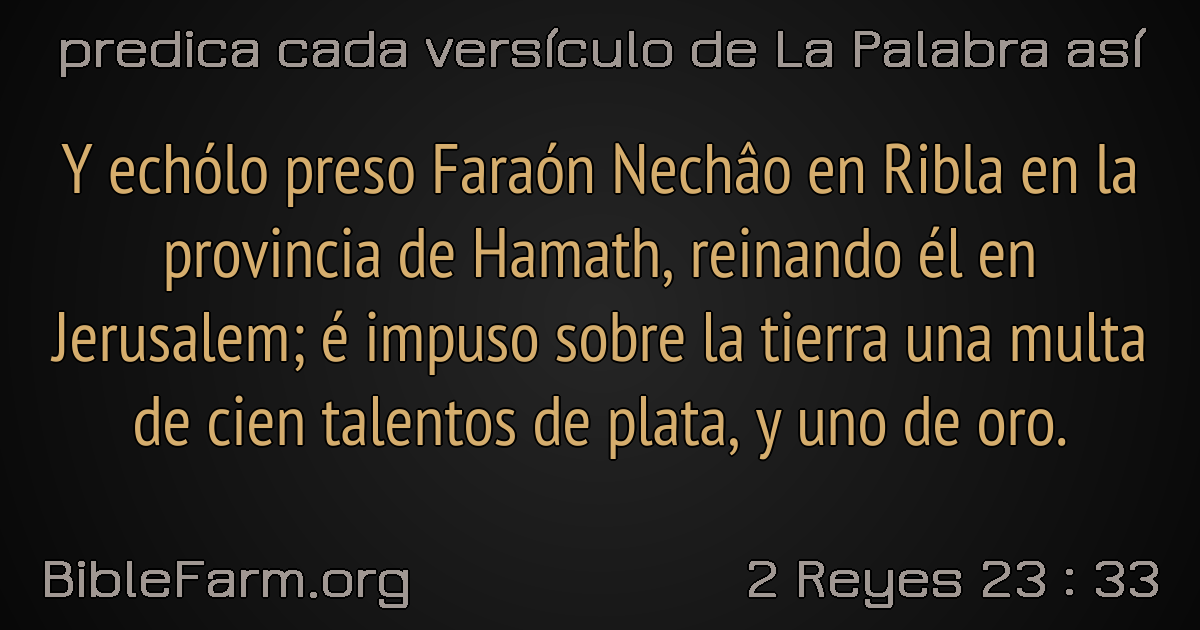 predica cada versículo de La Palabra así
Y echólo preso Faraón Nechâo en Ribla en la
provincia de Hamath, reinando él en
Jerusalem; é impuso sobre la tierra una multa
de cien talentos de plata, y uno de oro.
BibleFarm.org
2 Reyes 23 : 33